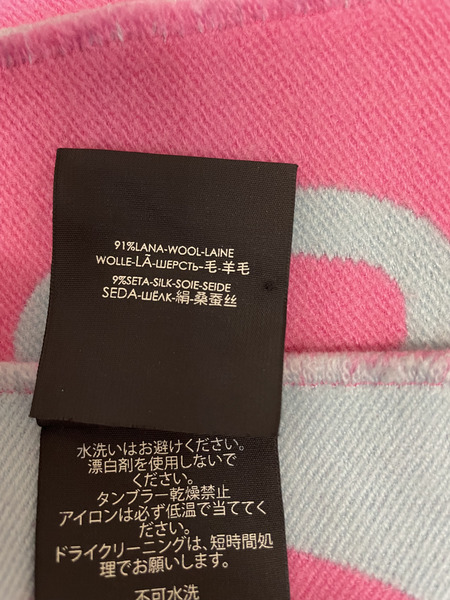 91%LANA-WOOL-LAINE
WOLLE-LÃ-ШЕРСТЬ-毛-羊毛
9%SETA-SILK-SOIE-SEIDE
SEDA-ШЁЛК-絹-桑蚕丝
水洗いはお避けください。
漂白剤を使用しないで
ください。
タンブラー乾燥禁止
アイロンは必ず低温で当ててく
ださい。
ドライクリーニングは、短時間処
理でお願いします。
不可水洗